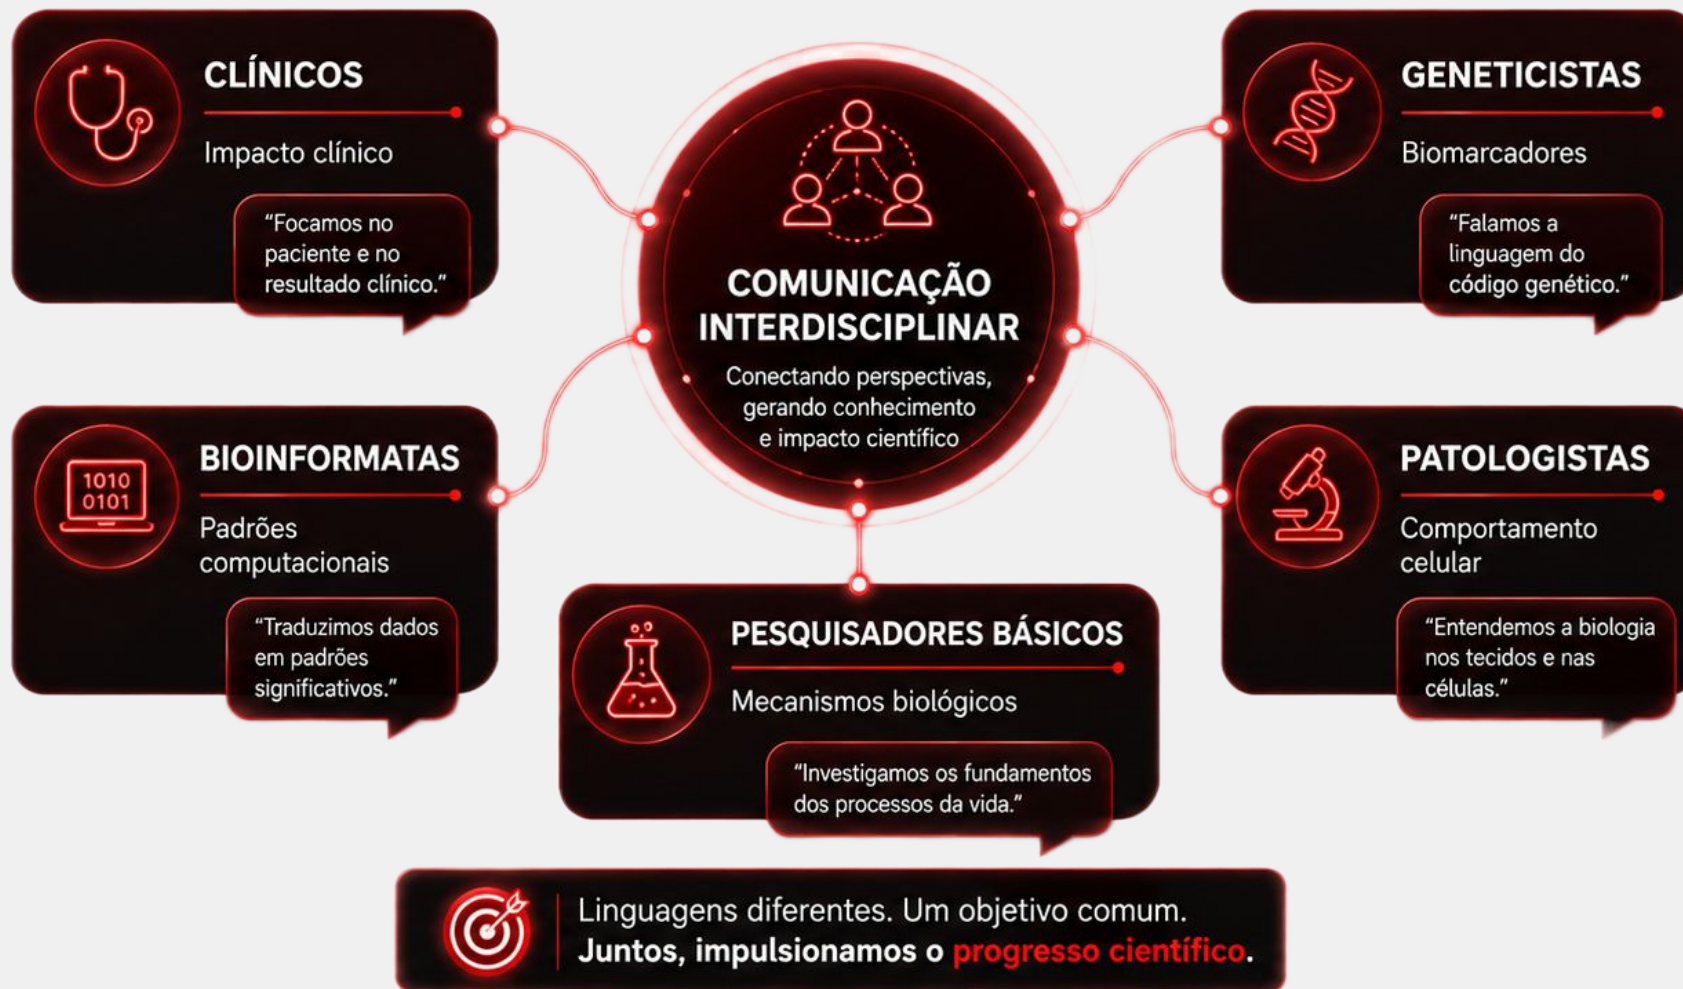 CLÍNICOS
Impacto clínico
“Focamos no
paciente e no
resultado clínico.”
COMUNICAÇÃO
INTERDISCIPLINAR
Conectando perspectivas,
gerando conhecimento
e impacto científico
GENETICISTAS
Biomarcadores
“Falamos a
linguagem do
código genético.”
BIOINFORMATAS
1010
0101
Padrões
computacionais
“Traduzimos dados
em padrões
significativos.”
PATOLOGISTAS
Comportamento
celular
“Entendemos a biologia
nos tecidos e nas
células.”
PESQUISADORES BÁSICOS
Mecanismos biológicos
“Investigamos os fundamentos
dos processos da vida.”
Linguagens diferentes. Um objetivo comum.
Juntos, impulsionamos o progresso científico.